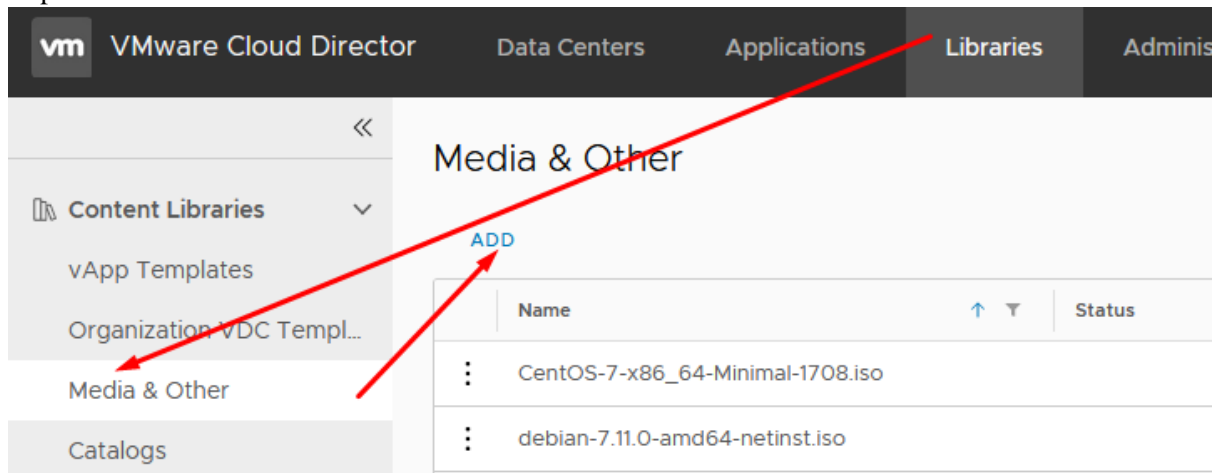 vm VMware Cloud Director Data Centers Applications Libraries Adminis
Media & Other
Content Libraries
ADD
vApp Templates
Name Status
Organization VDC Templ...
CentOS-7-x86_64-Minimal-1708.iso
Media & Other
debian-7.11.0-amd64-netinst.iso
Catalogs